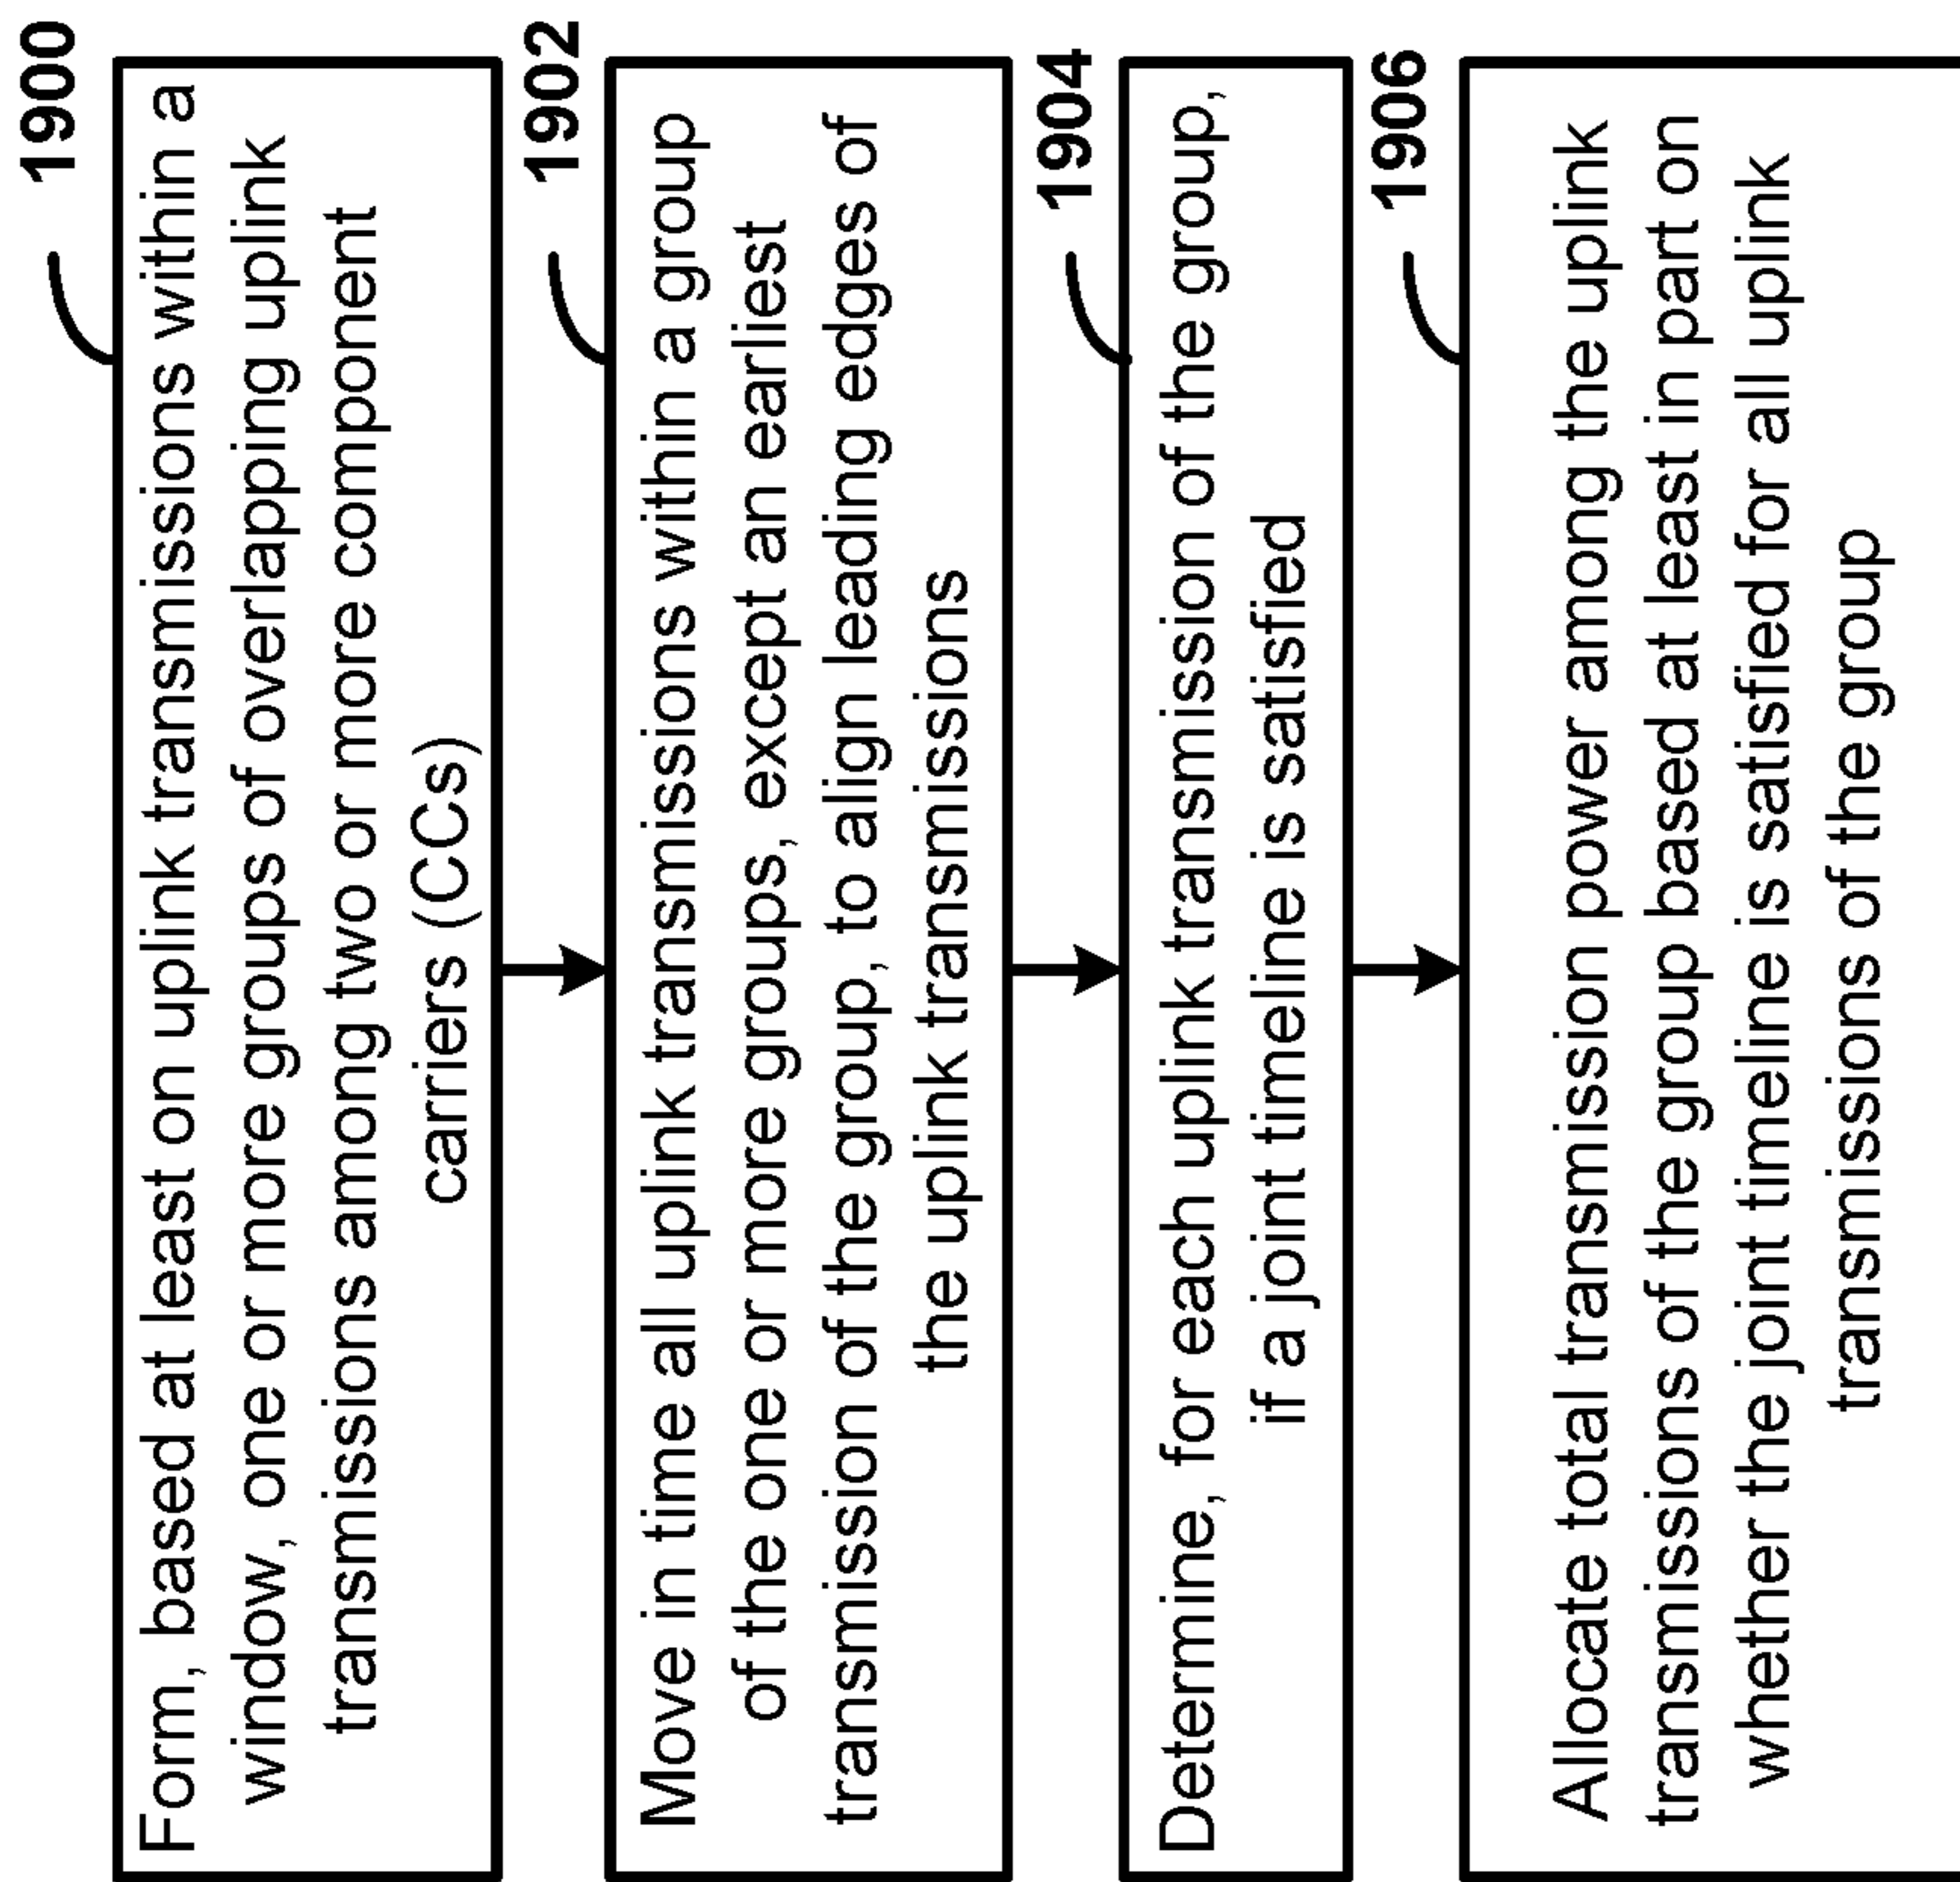 1900
Form, based at least on uplink transmissions within a
window, one or more groups of overlapping uplink
transmissions among two or more component
carriers (CCs)
1902
Move in time all uplink transmissions within a group
of the one or more groups, except an earliest
transmission of the group, to align leading edges of
the uplink transmissions
1904
Determine, for each uplink transmission of the group,
if a joint timeline is satisfied
1906
Allocate total transmission power among the uplink
transmissions of the group based at least in part on
whether the joint timeline is satisfied for all uplink
transmissions of the group